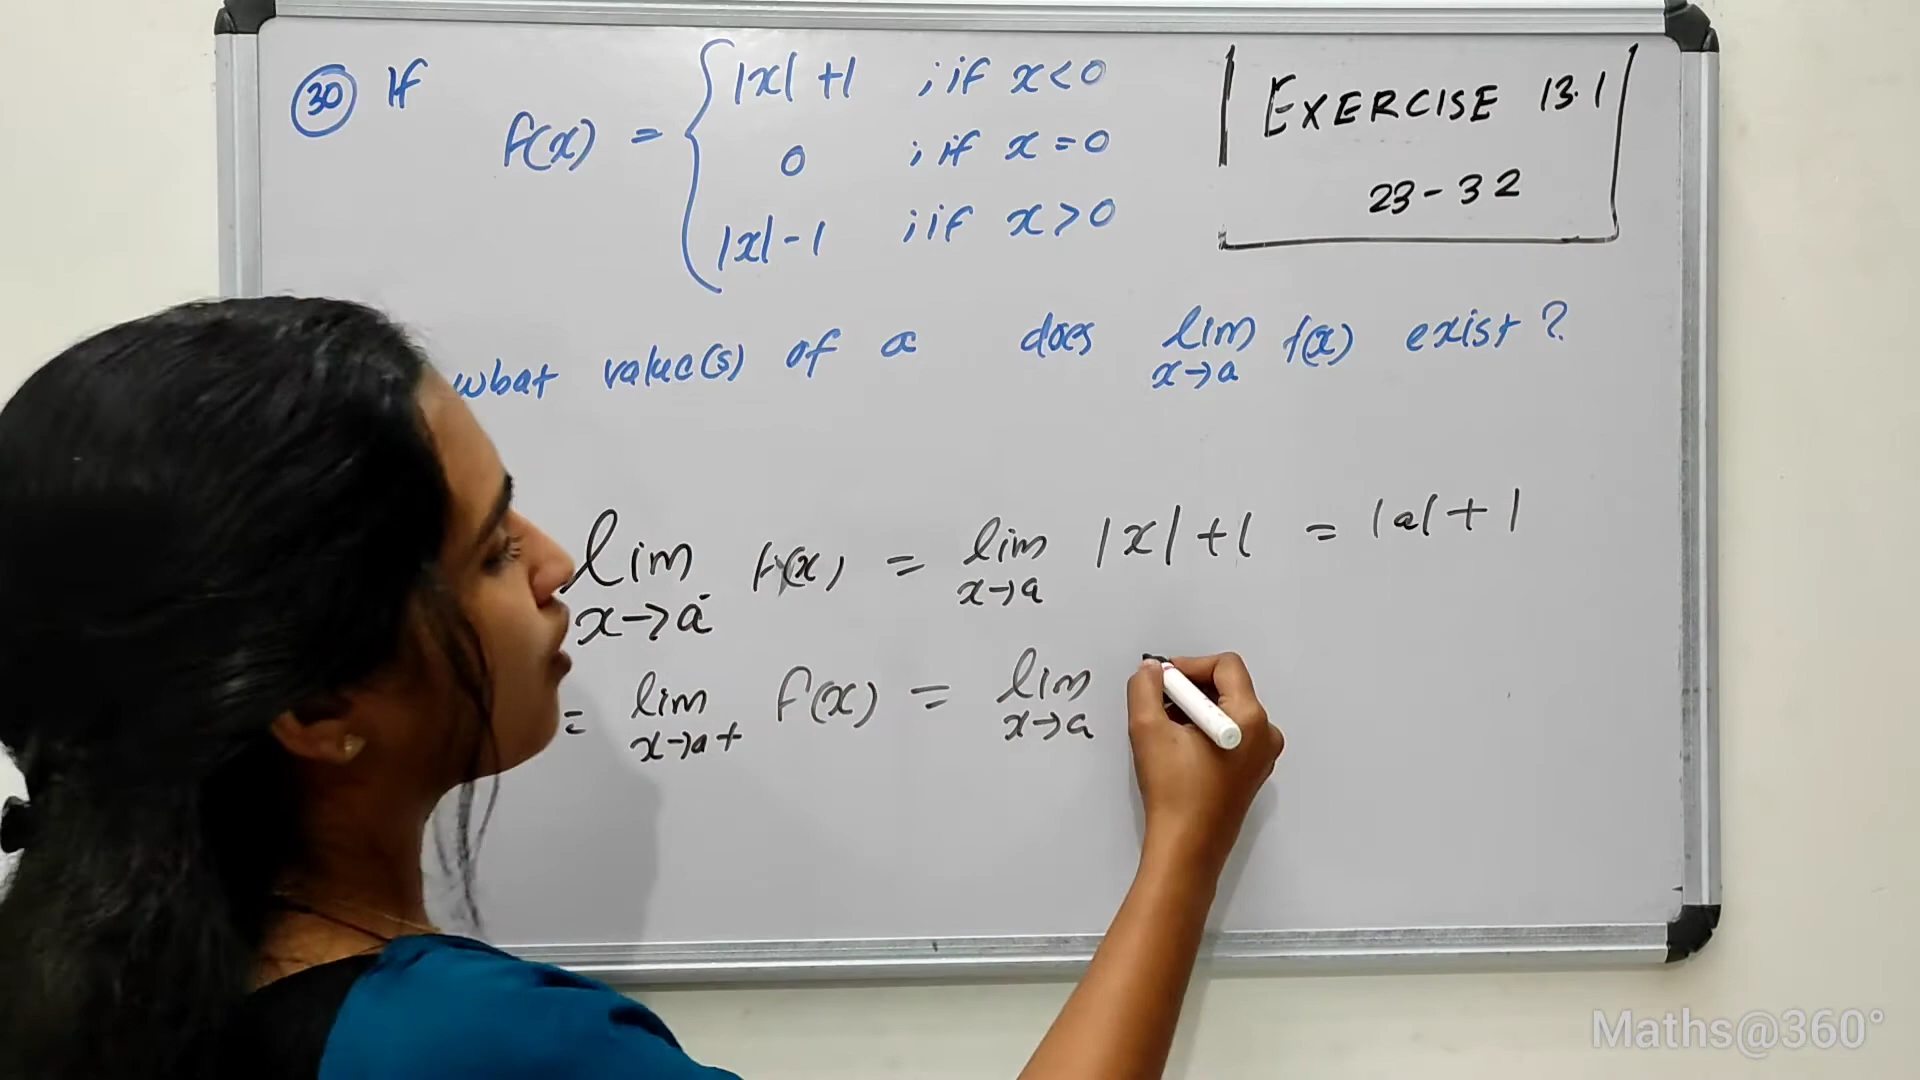 30 If
f(x) = { |x| + 1 ; if x < 0
0 ; if x = 0
|x| - 1 ; if x > 0
EXERCISE 13.1
23 - 32
what value(s) of a does lim x→a f(x) exist?
lim x→a⁻ f(x) = lim x→a |x| + 1 = |a| + 1
= lim x→a+ f(x) = lim x→a
Maths@360°